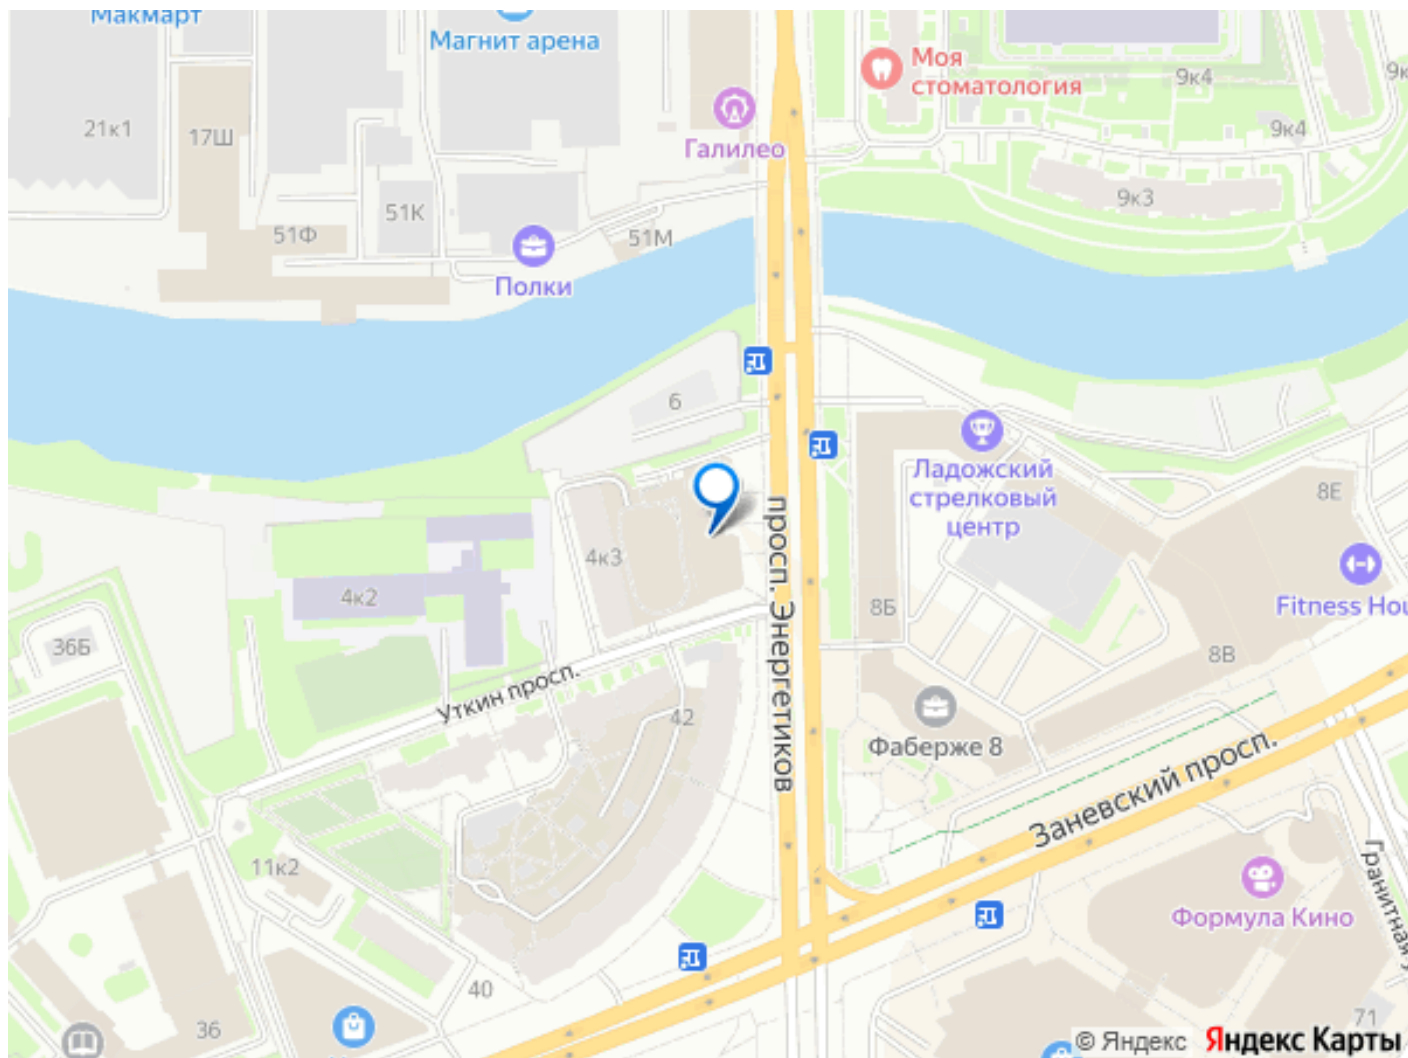 Макмарт
Магнит арена
Моя
стоматология
9к4
21к1
17Ш
Галилео
9к4
51К
9к3
51Ф
51М
Полки
6
Ладожский
стрелковый
центр
8Е
4к3
просп. Энергетиков
4к2
8Б
Fitness Hou
36Б
8В
Уткин просп.
42
Фаберже 8
Заневский просп.
11к2
Гранитная у
Формула Кино
40
36
71
© Яндекс Яндекс Карты